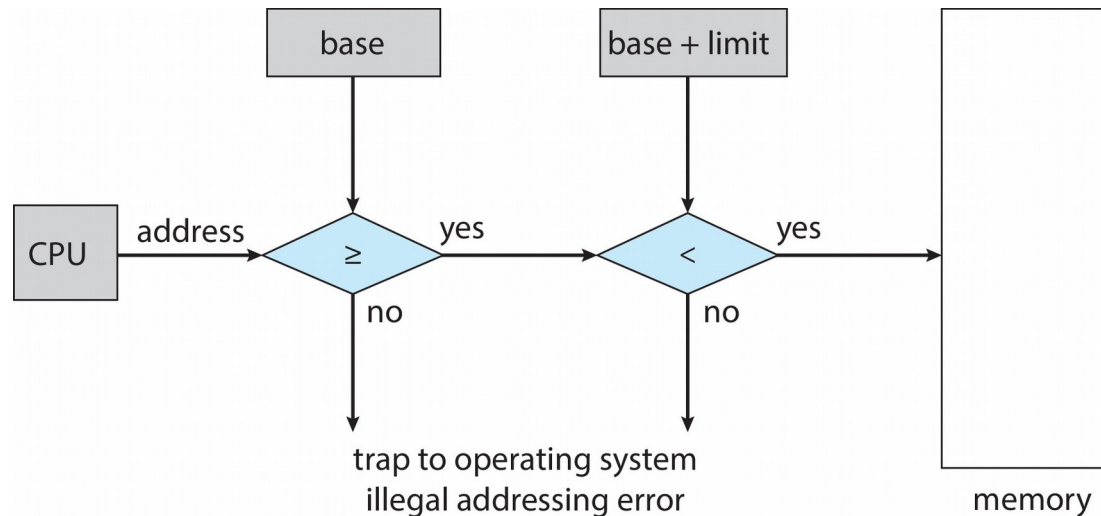 base
base + limit
CPU
address
≥
yes
<
yes
no
no
trap to operating system
illegal addressing error
memory